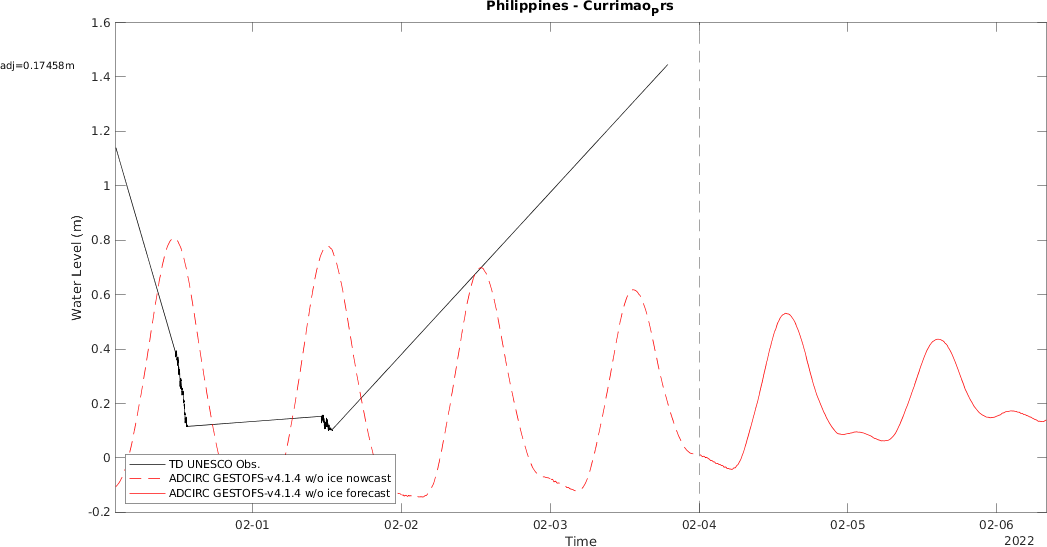 Philippines - Currimao_prs
adj=0.17458m
1.6
1.4
1.2
1
0.8
0.6
0.4
0.2
0
-0.2
Water Level (m)
TD UNESCO Obs.
ADCIRC GESTOFS-v4.1.4 w/o ice nowcast
ADCIRC GESTOFS-v4.1.4 w/o ice forecast
02-01 02-02 02-03 02-04 02-05 02-06
Time
2022